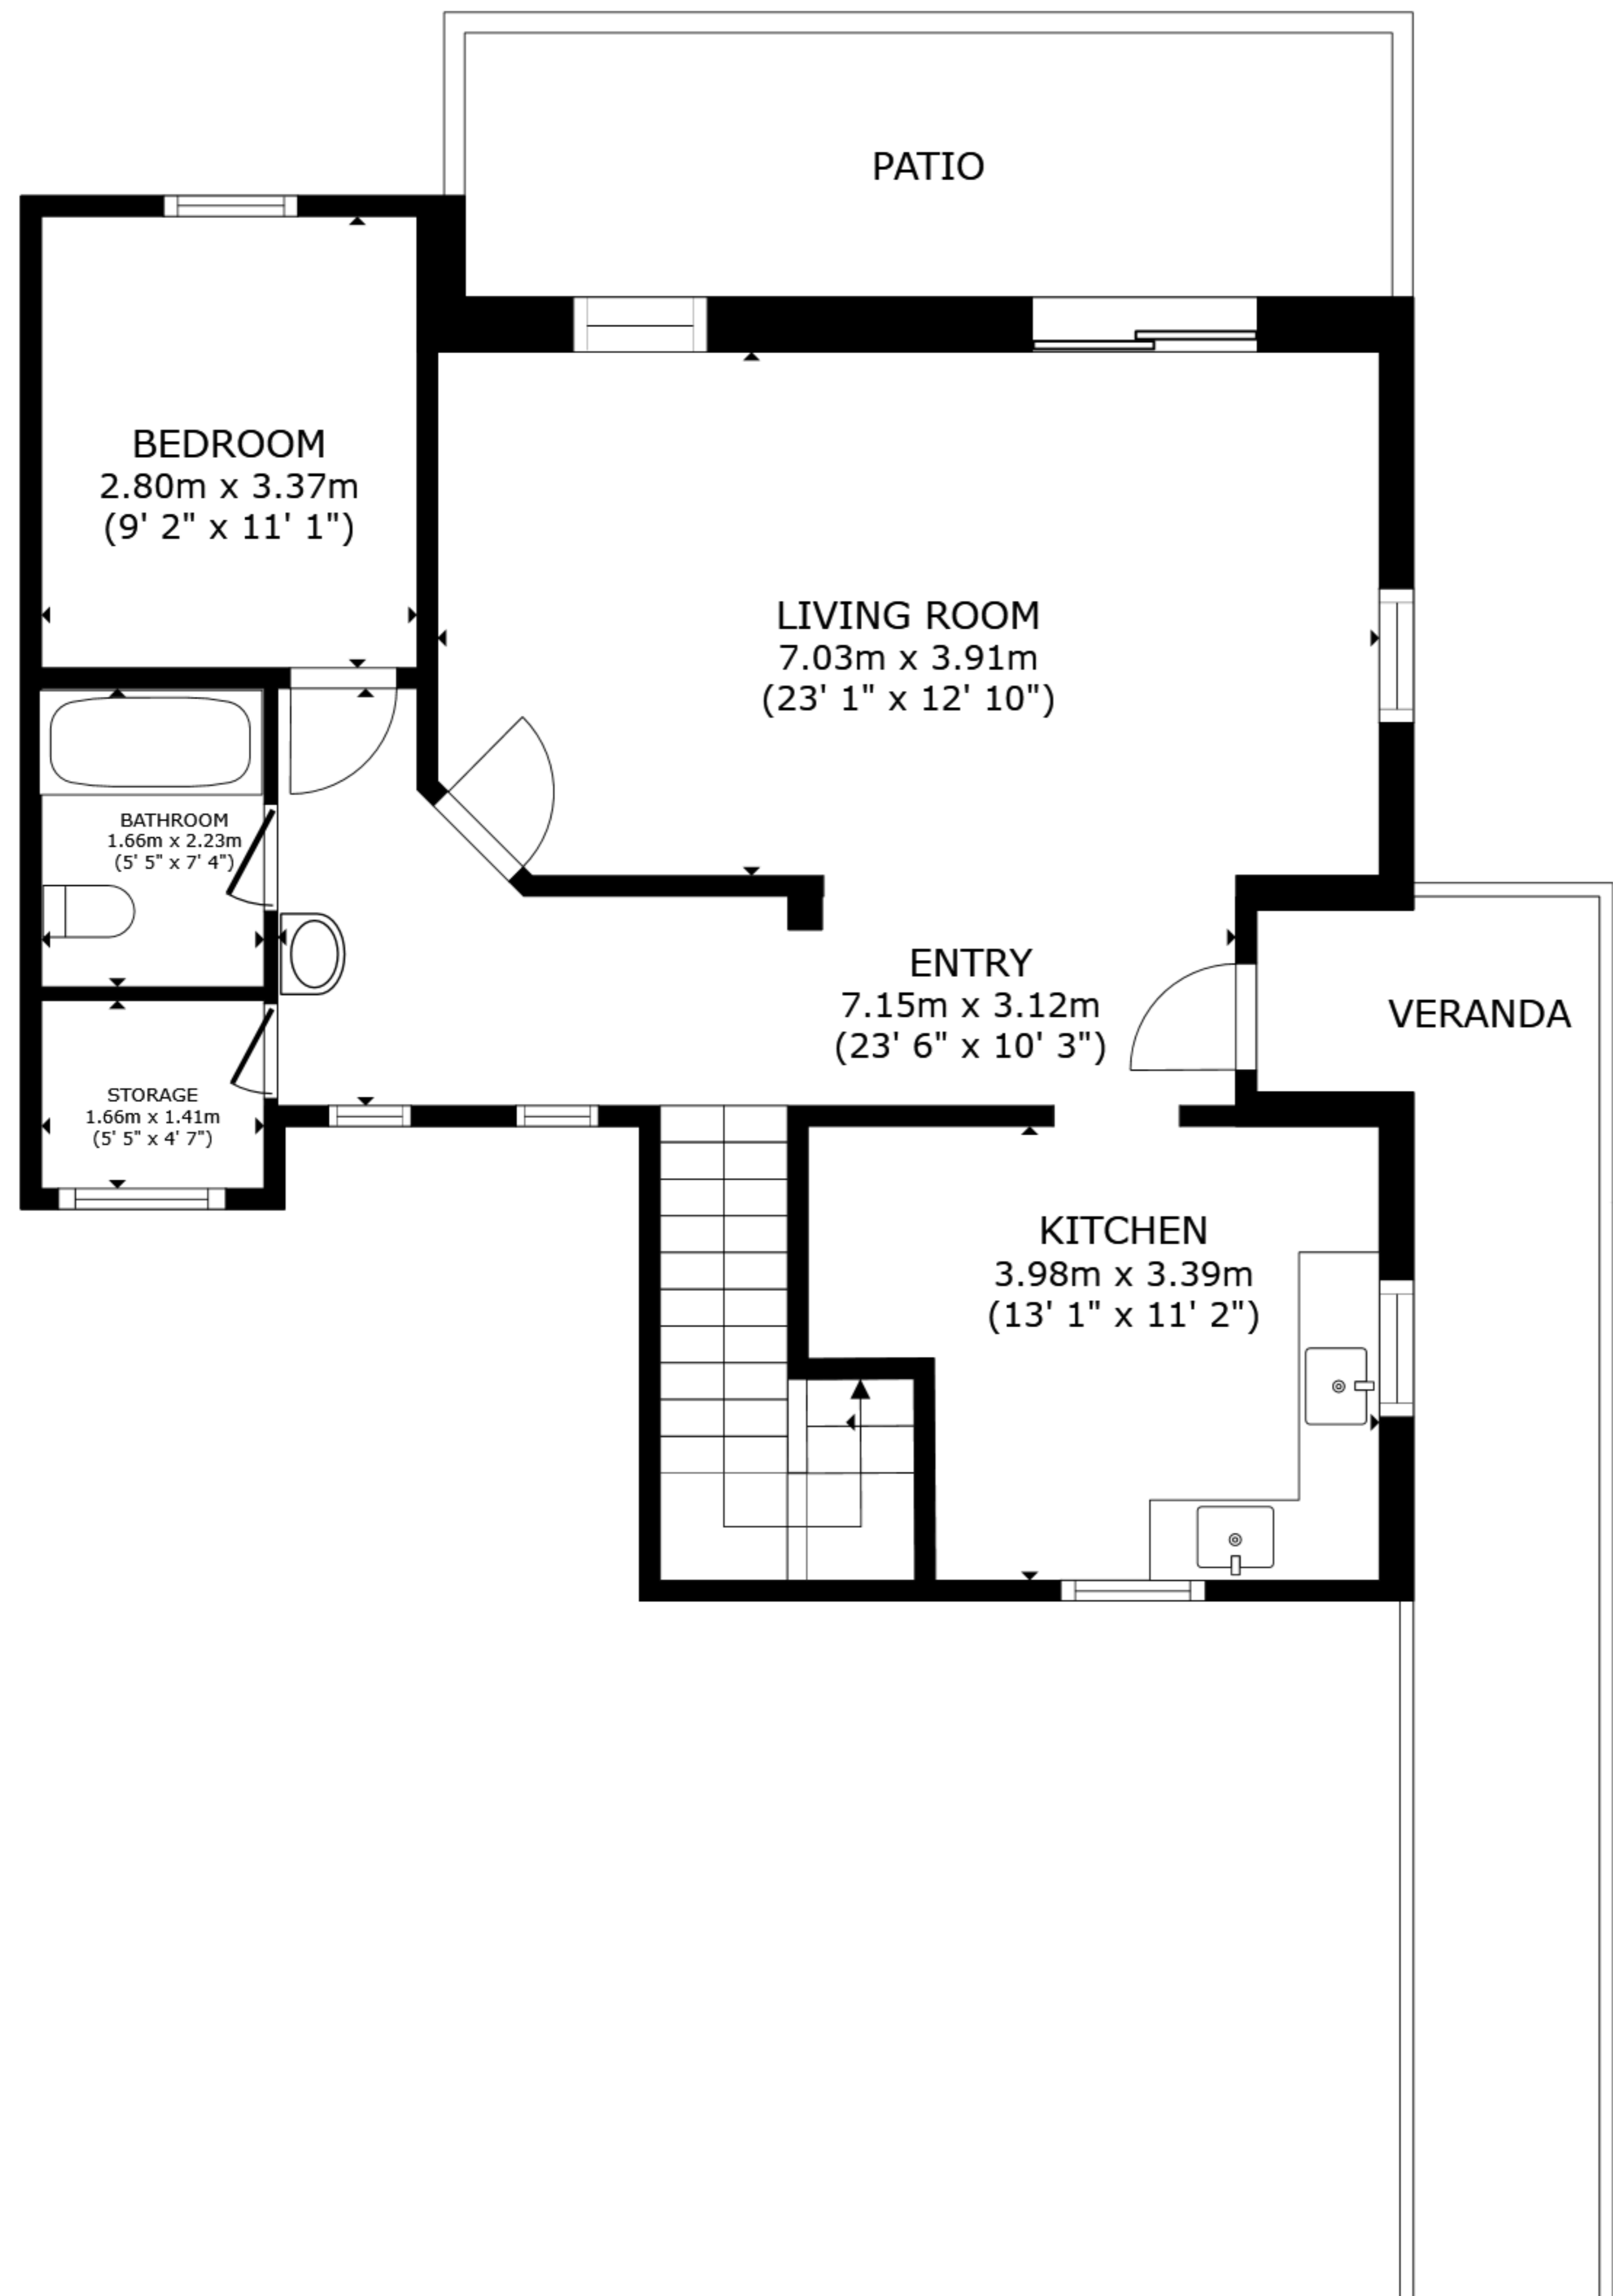 PATIO
BEDROOM
2.80m x 3.37m
(9' 2" x 11' 1")
LIVING ROOM
7.03m x 3.91m
(23' 1" x 12' 10")
BATHROOM
1.66m x 2.23m
(5' 5" x 7' 4")
ENTRY
7.15m x 3.12m
(23' 6" x 10' 3")
VERANDA
STORAGE
1.66m x 1.41m
(5' 5" x 4' 7")
KITCHEN
3.98m x 3.39m
(13' 1" x 11' 2")